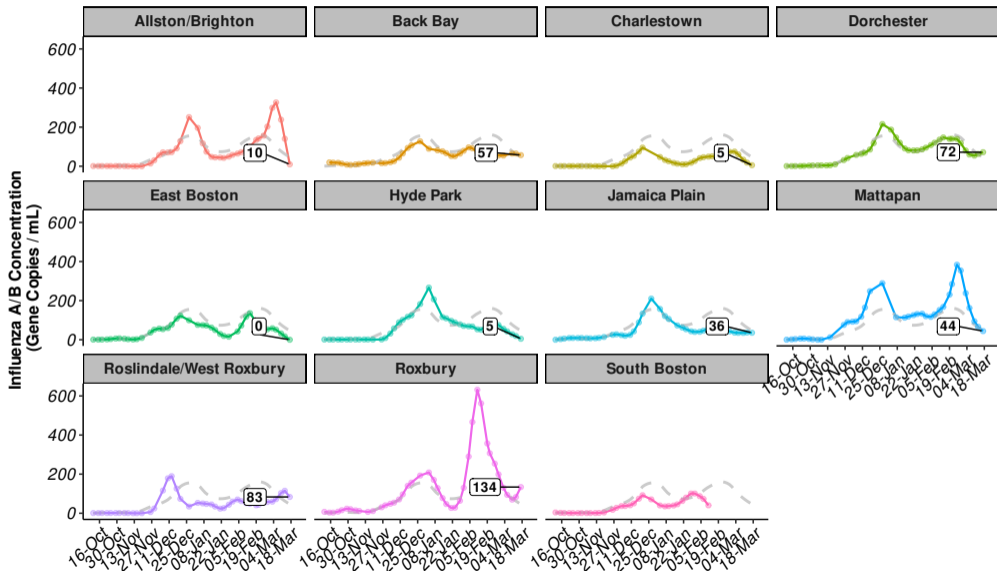 Allston/Brighton
Back Bay
Charlestown
Dorchester
600
400
200
0
10
57
5
72
East Boston
Hyde Park
Jamaica Plain
Mattapan
Influenza A/B Concentration
(Gene Copies / mL)
600
400
200
0
0
5
36
44
16-Oct
30-Oct
13-Nov
27-Nov
11-Dec
25-Dec
08-Jan
22-Jan
05-Feb
19-Feb
04-Mar
18-Mar
Roslindale/West Roxbury
Roxbury
South Boston
600
400
200
0
83
134
16-Oct
30-Oct
13-Nov
27-Nov
11-Dec
25-Dec
08-Jan
22-Jan
05-Feb
19-Feb
04-Mar
18-Mar
16-Oct
30-Oct
13-Nov
27-Nov
11-Dec
25-Dec
08-Jan
22-Jan
05-Feb
19-Feb
04-Mar
18-Mar
16-Oct
30-Oct
13-Nov
27-Nov
11-Dec
25-Dec
08-Jan
22-Jan
05-Feb
19-Feb
04-Mar
18-Mar